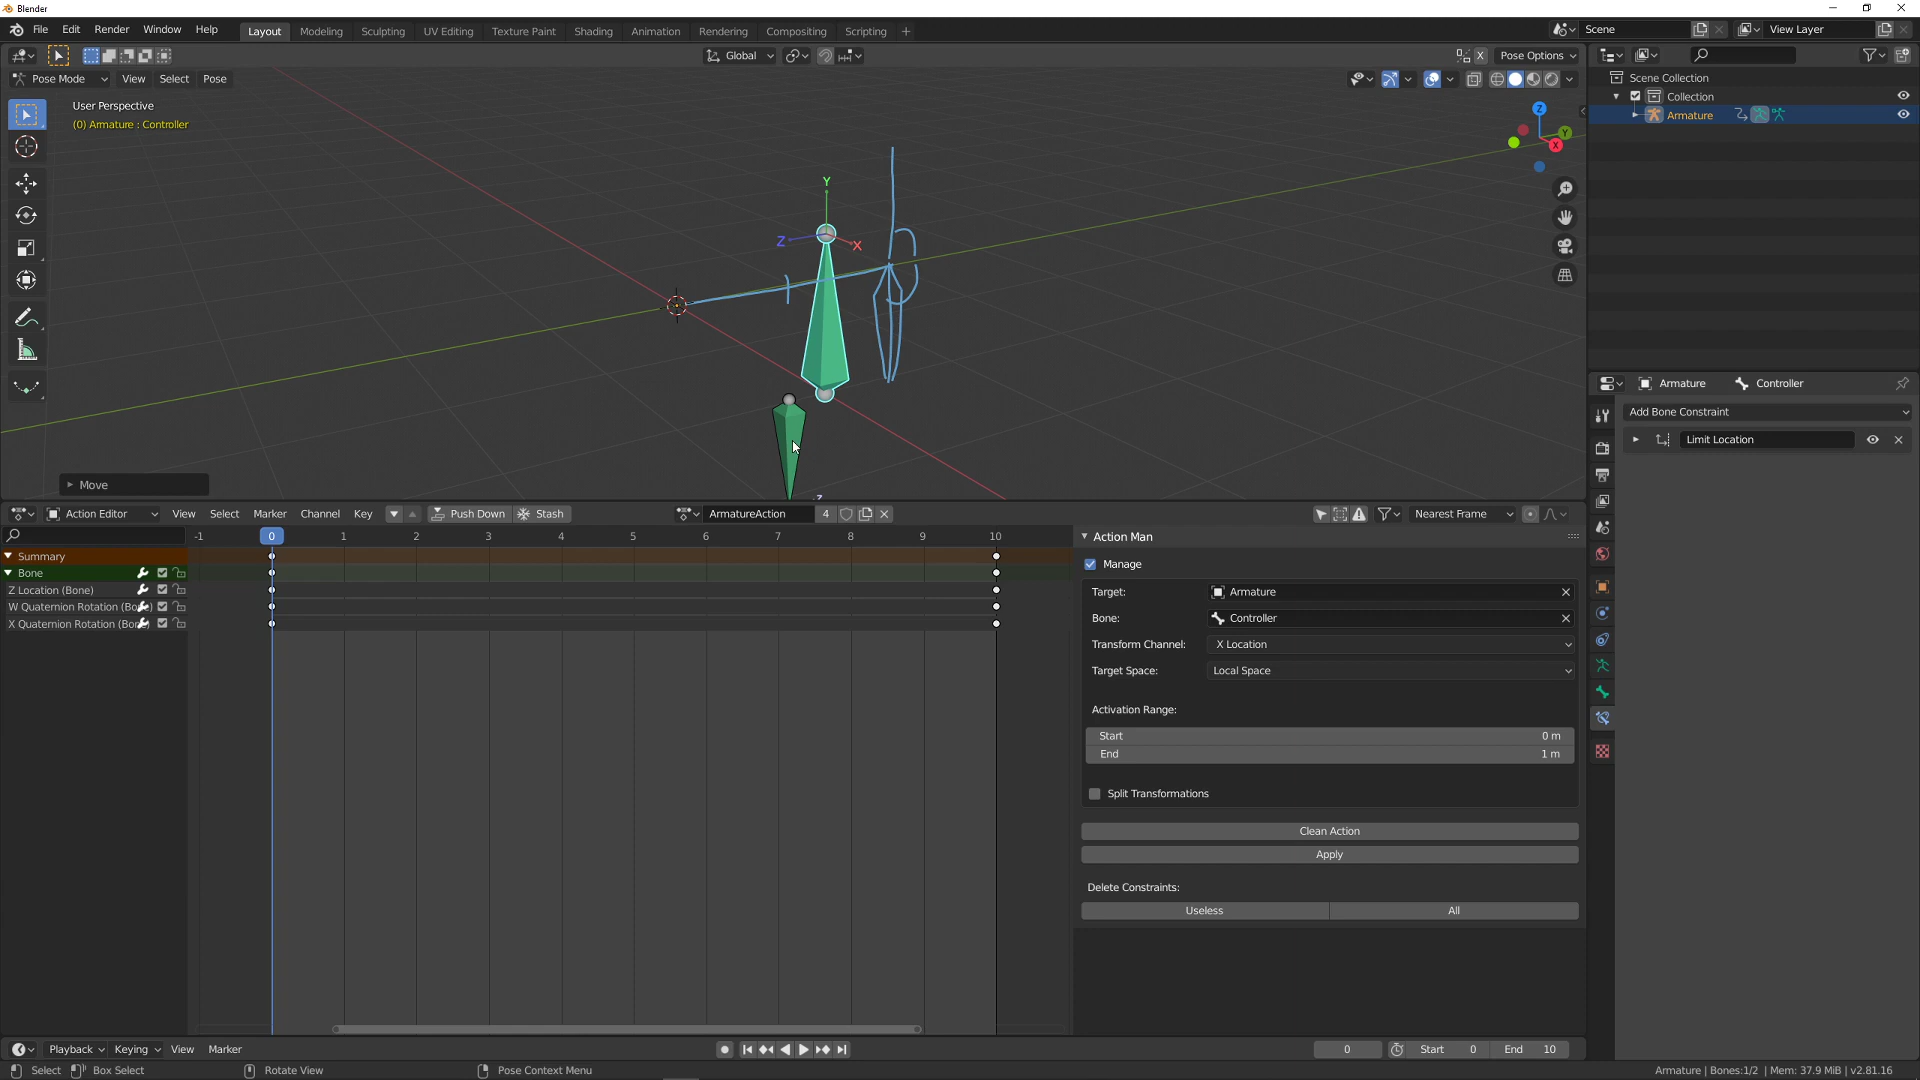 Blender
File Edit Render Window Help Layout Modeling Sculpting UV Editing Texture Paint Shading Animation Rendering Compositing Scripting + Scene View Layer
Global X Pose Options
Pose Mode View Select Pose
User Perspective
(0) Armature : Controller
Z
Y
X
Y
Z
X
Move
Scene Collection
Collection
Armature
Armature Controller
Add Bone Constraint
Limit Location
Action Editor View Select Marker Channel Key Push Down Stash ArmatureAction 4 Nearest Frame
-1 0 1 2 3 4 5 6 7 8 9 10
Summary
Bone
Z Location (Bone)
W Quaternion Rotation (Bo
X Quaternion Rotation (Bon
Action Man
Manage
Target: Armature
Bone: Controller
Transform Channel: X Location
Target Space: Local Space
Activation Range:
Start 0 m
End 1 m
Split Transformations
Clean Action
Apply
Delete Constraints:
Useless All
Playback Keying View Marker 0 Start 0 End 10
Select Box Select Rotate View Pose Context Menu Armature | Bones:1/2 | Mem: 37.9 MiB | v2.81.16